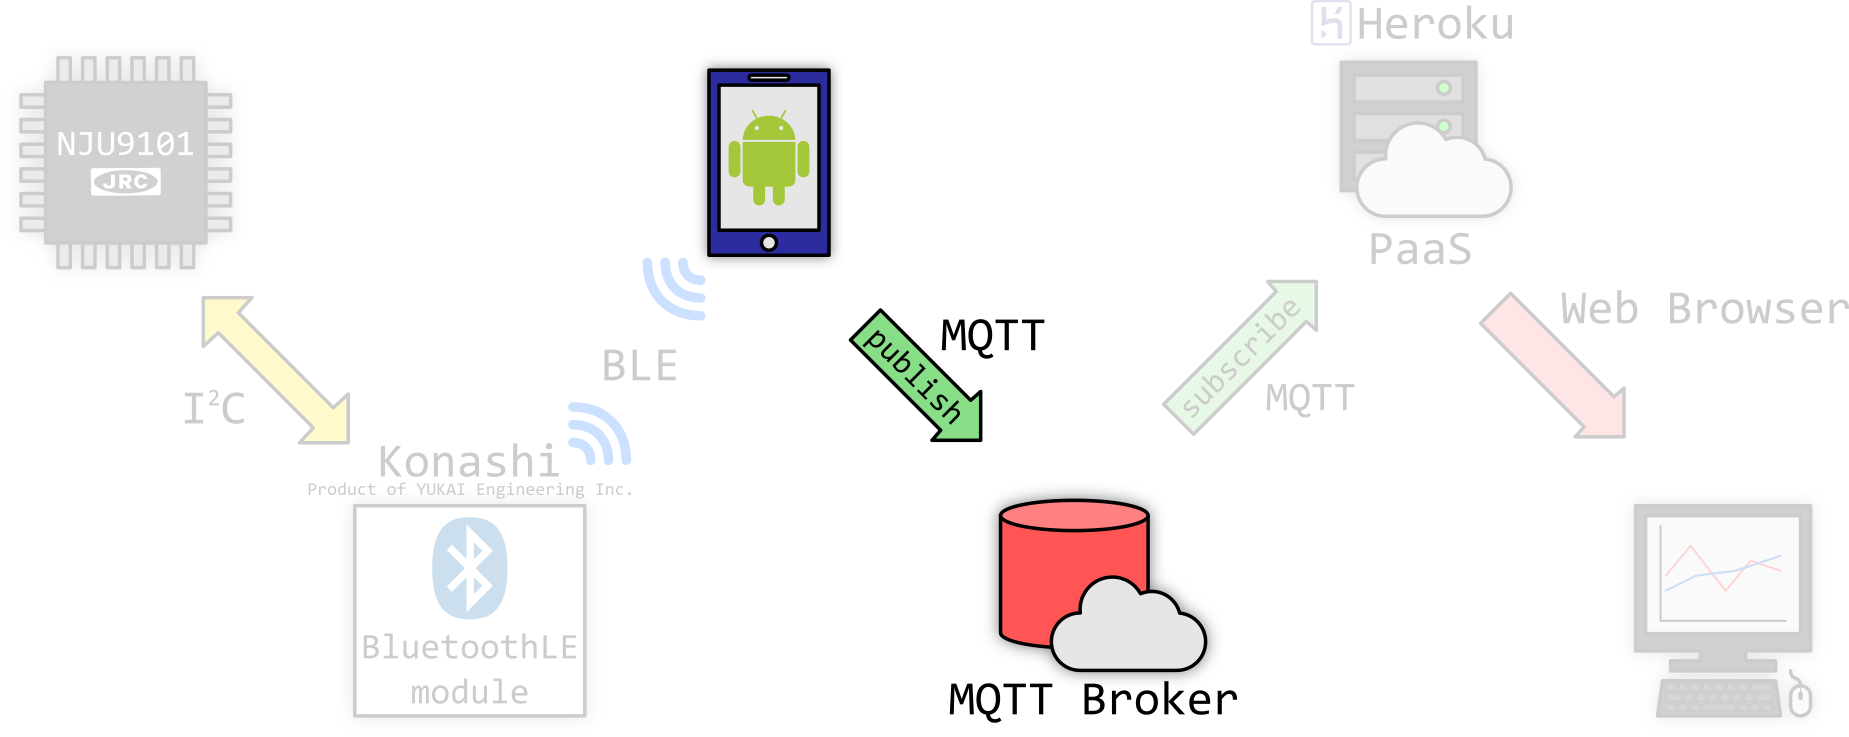 Heroku
NJU9101
JRC
PaaS
Web Browser
MQTT
publish
subscribe
MQTT
BLE
I²C
Konashi
Product of YUKAI Engineering Inc.
BluetoothLE
module
MQTT Broker